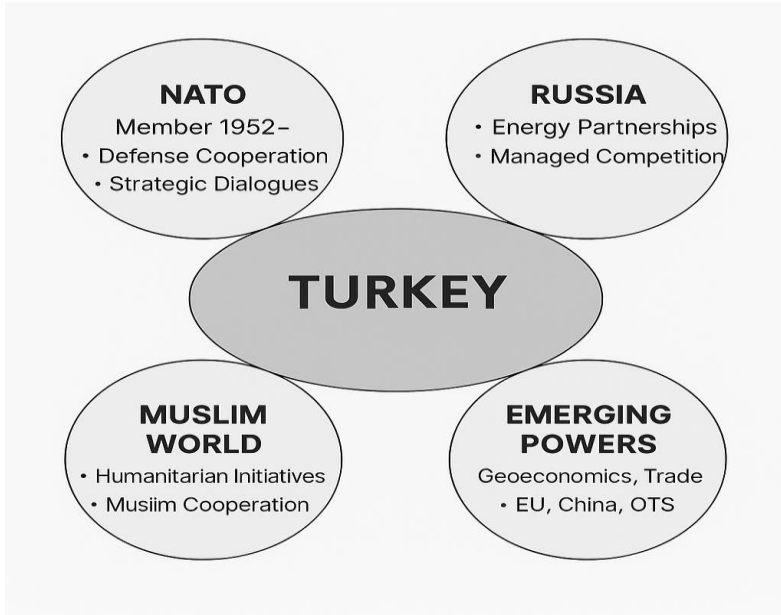 NATO
Member 1952–
• Defense Cooperation
• Strategic Dialogues
RUSSIA
• Energy Partnerships
• Managed Competition
TURKEY
MUSLIM
WORLD
• Humanitarian Initiatives
• Musiim Cooperation
EMERGING
POWERS
Geoeconomics, Trade
• EU, China, OTS